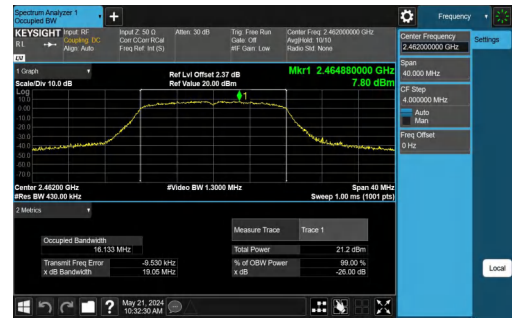 Spectrum Analyzer 1
Occupied BW
+
Frequency
KEYSIGHT
RL
Input: RF
Coupling: DC
Align: Auto
Input Z: 50 Ω
Corr CCorr RCal
Freq Ref: Int (S)
Atten: 30 dB
Trig: Free Run
Gate: Off
#IF Gain: Low
Center Freq: 2.462000000 GHz
Avg|Hold: 10/10
Radio Std: None
Center Frequency
2.462000000 GHz
Settings
Span
40.000 MHz
CF Step
4.000000 MHz
Auto
Man
Freq Offset
0 Hz
Local
1 Graph
Scale/Div 10.0 dB
Ref Lvl Offset 2.37 dB
Ref Value 20.00 dBm
Mkr1 2.464880000 GHz
7.80 dBm
Log
10.0
0.00
-10.0
-20.0
-30.0
-40.0
-50.0
-60.0
-70.0
1
Center 2.46200 GHz
#Res BW 430.00 kHz
#Video BW 1.3000 MHz
Span 40 MHz
Sweep 1.00 ms (1001 pts)
2 Metrics
Measure Trace
Trace 1
Occupied Bandwidth
16.133 MHz
Total Power
21.2 dBm
Transmit Freq Error
-9.530 kHz
% of OBW Power
99.00 %
x dB Bandwidth
19.05 MHz
x dB
-26.00 dB
?
May 21, 2024
10:32:30 AM